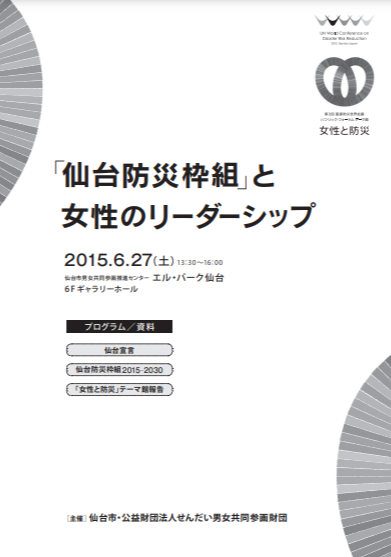 UN World Conference on
Disaster Risk Reduction
2015 Sendai Japan
第3回 国連防災世界会議
パブリック・フォーラム テーマ館
女性と防災
「仙台防災枠組」と
女性のリーダーシップ
2015.6.27(土) 13:30〜16:00
仙台市男女共同参画推進センター エル・パーク仙台
6Fギャラリーホール
プログラム/資料
仙台宣言
仙台防災枠組2015-2030
「女性と防災」テーマ館報告
[主催] 仙台市・公益財団法人せんだい男女共同参画財団